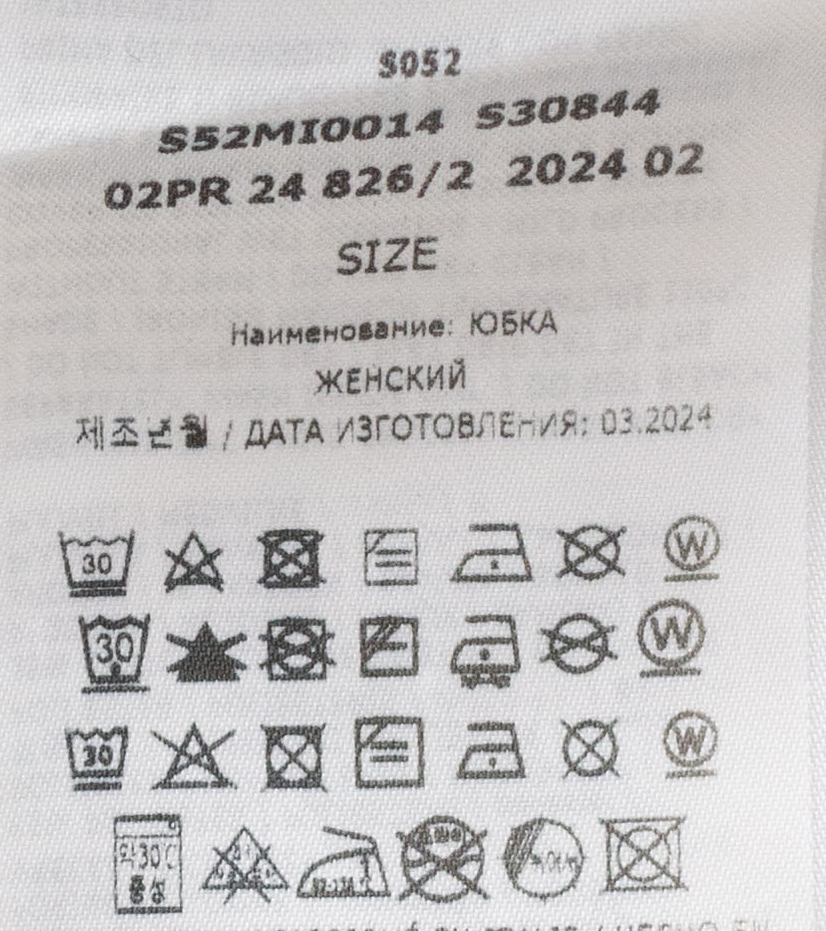 S052
S52MI0014 S30844
02PR 24 826/2 2024 02
SIZE
Наименование: ЮБКА
ЖЕНСКИЙ
제조년월 / ДАТА ИЗГОТОВЛЕНИЯ: 03.2024
30 W
30 W
30 W
약30℃
중성